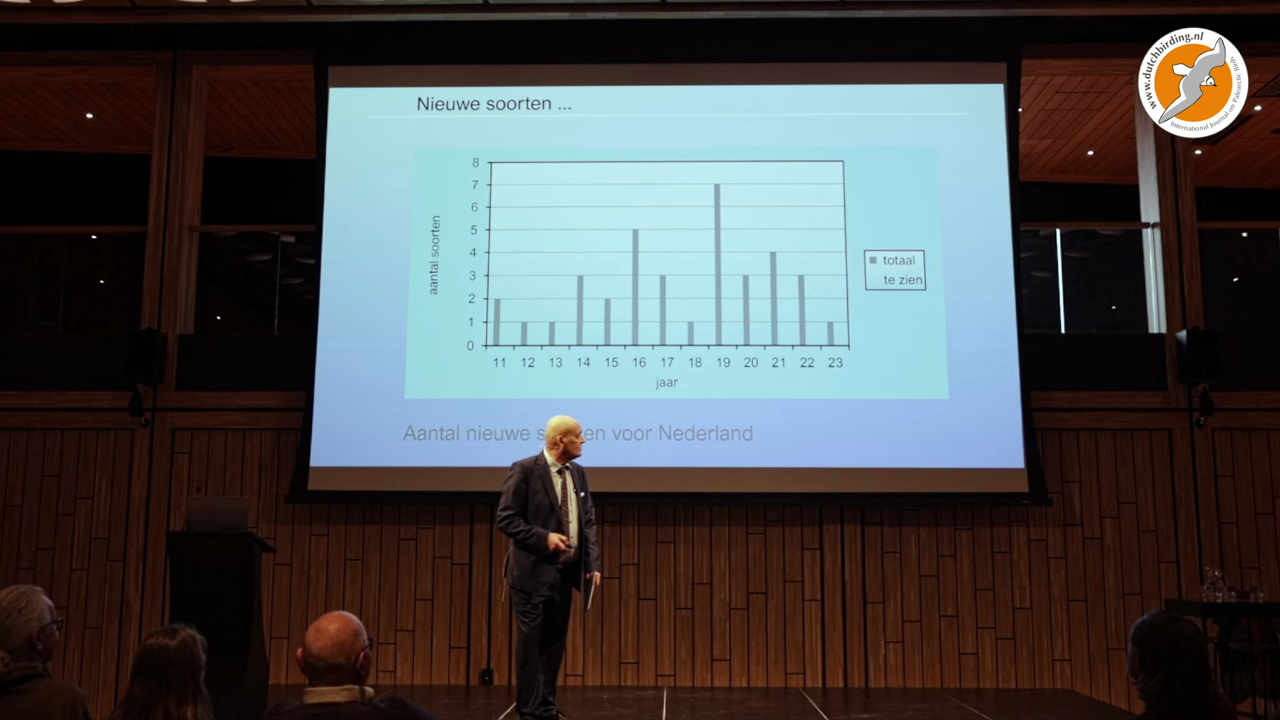 www.dutchbirding.nl
International Journal on Palearctic Birds
Nieuwe soorten ...
8
7
6
5
4
3
2
1
0
aantal soorten
11 12 13 14 15 16 17 18 19 20 21 22 23
jaar
totaal
te zien
Aantal nieuwe s en voor Nederland